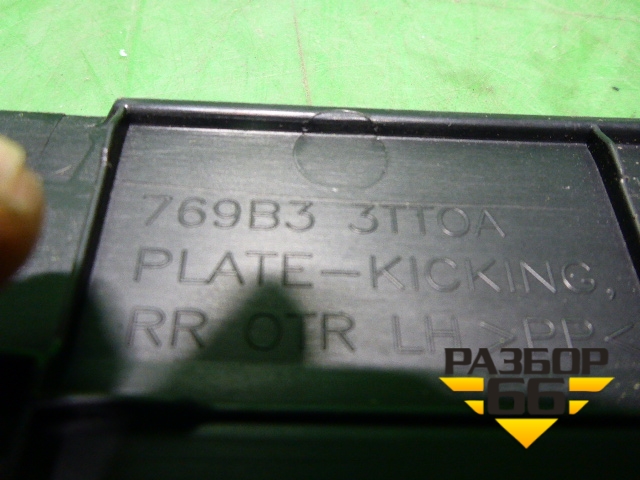 769B3 3TT0A
PLATE-KICKING,
RR OTR LH >PP<
РАЗБОР
66